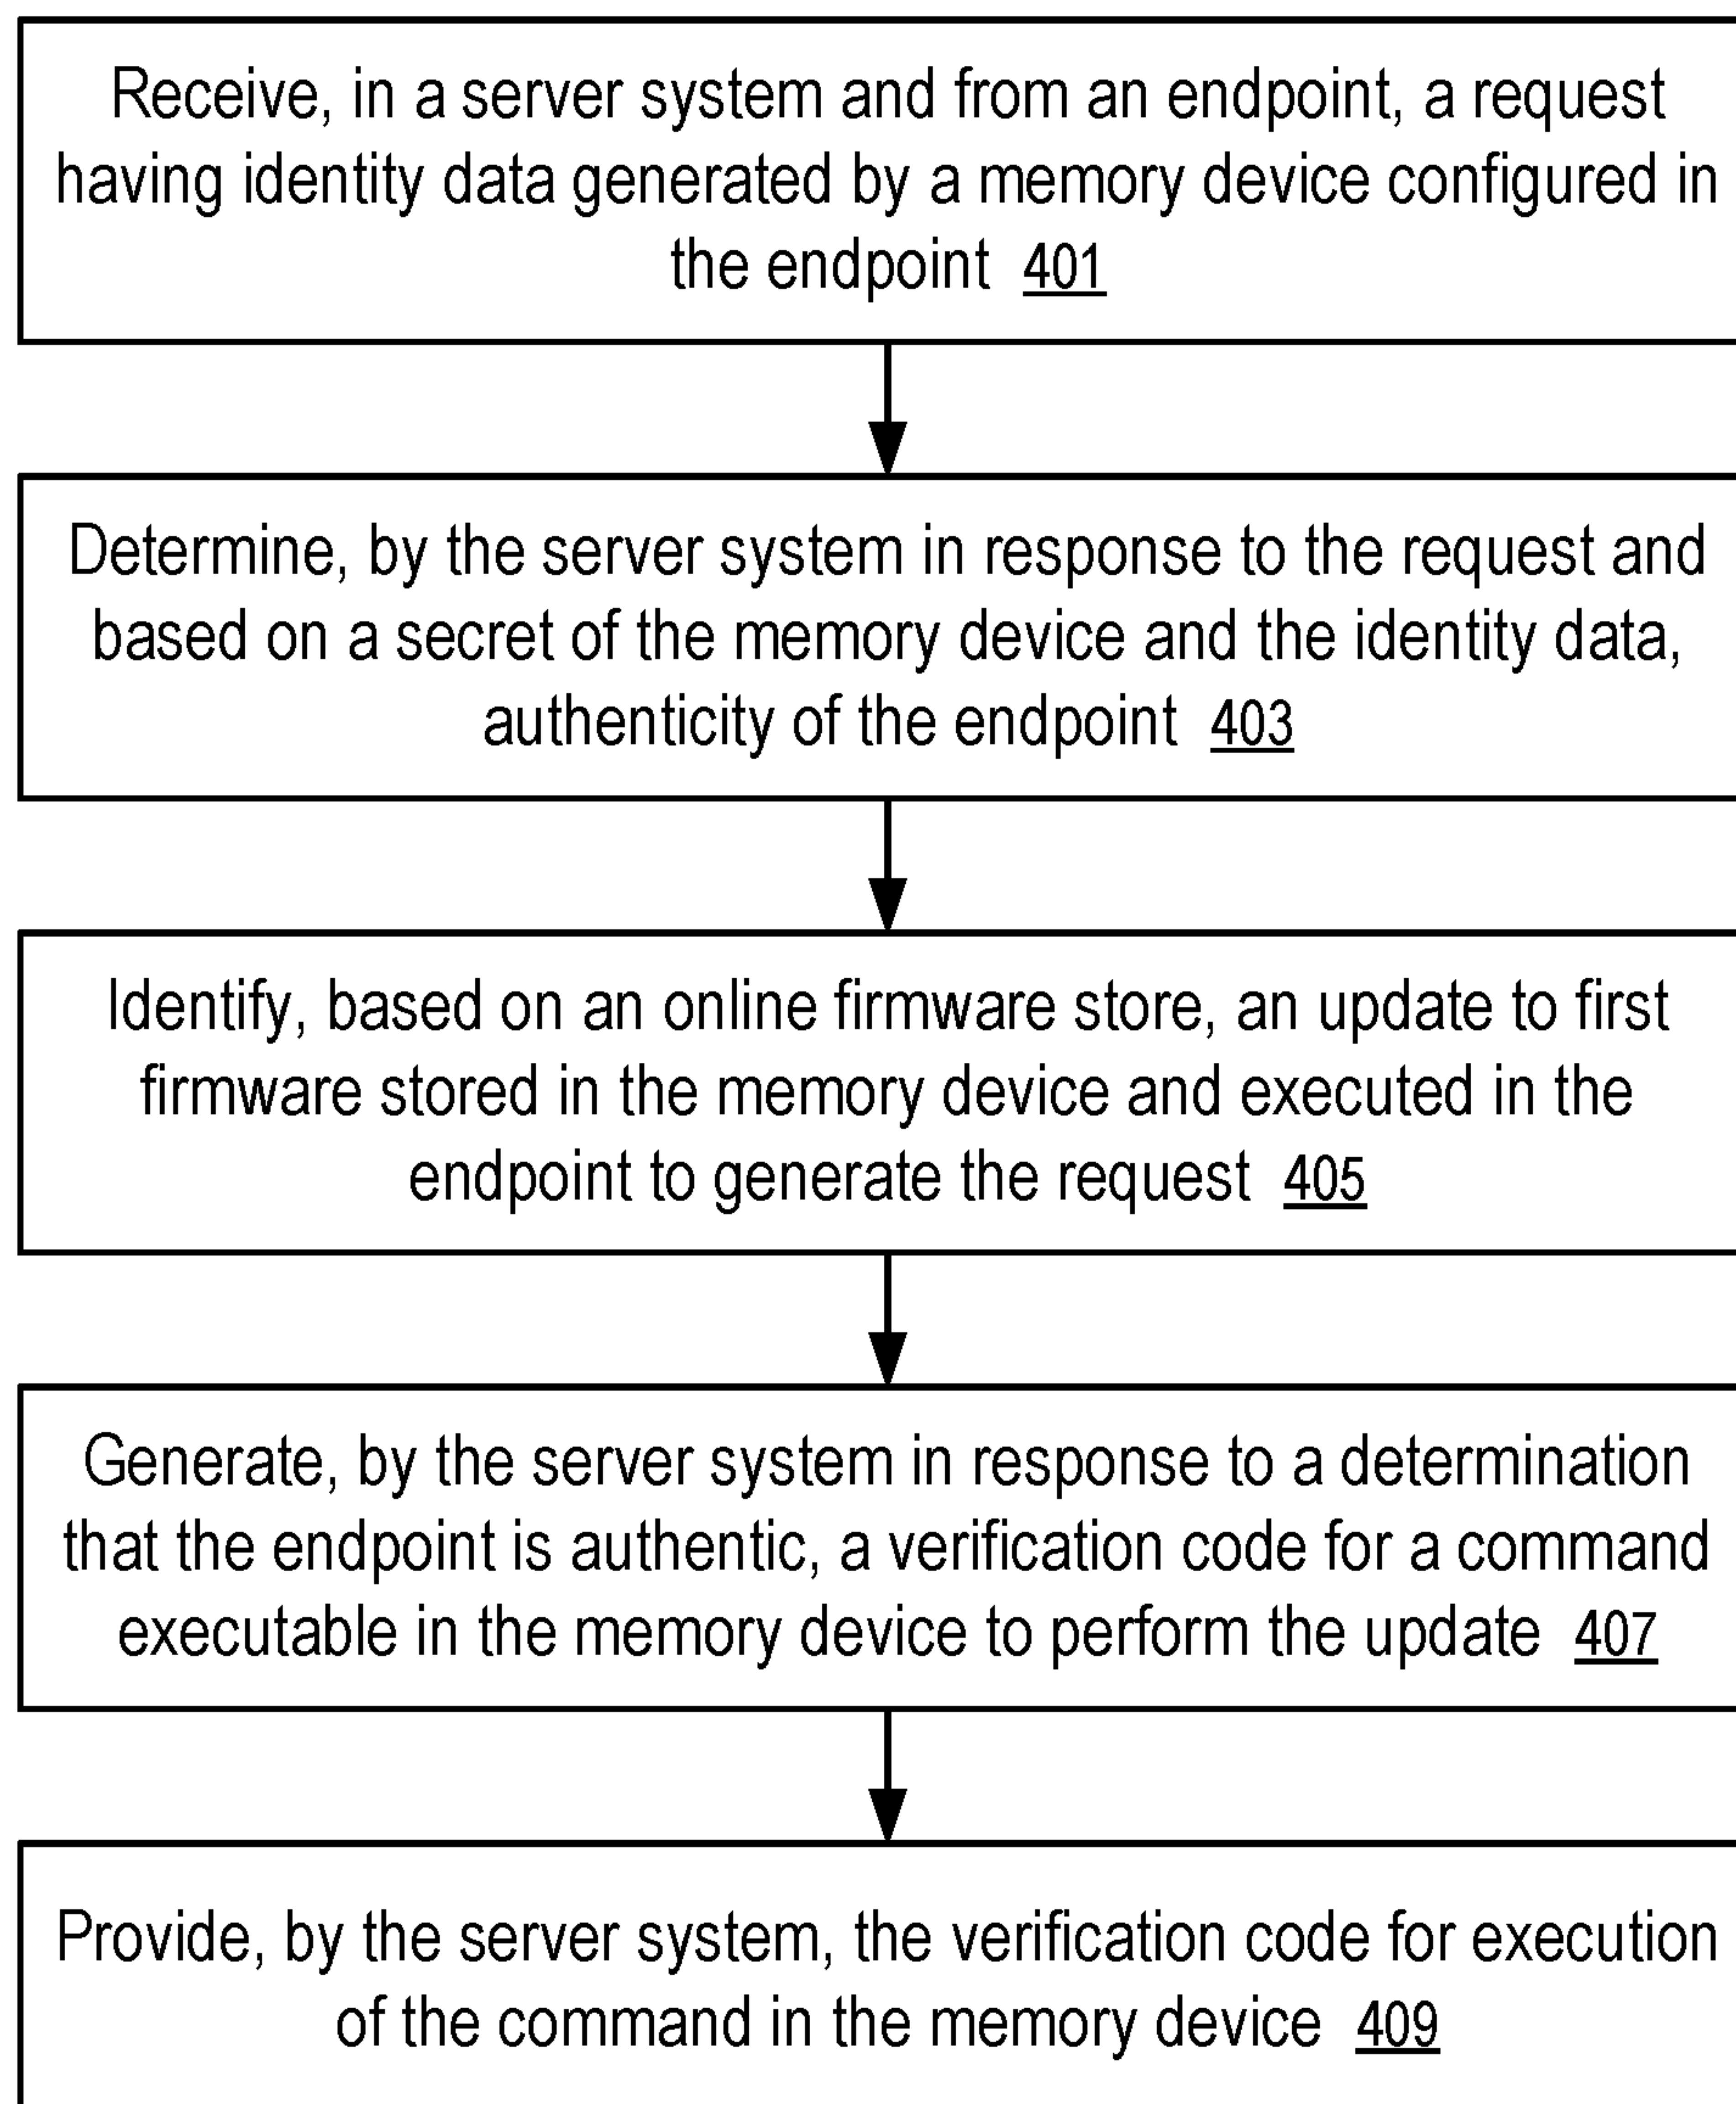 Receive, in a server system and from an endpoint, a request
having identity data generated by a memory device configured in
the endpoint 401
Determine, by the server system in response to the request and
based on a secret of the memory device and the identity data,
authenticity of the endpoint 403
Identify, based on an online firmware store, an update to first
firmware stored in the memory device and executed in the
endpoint to generate the request 405
Generate, by the server system in response to a determination
that the endpoint is authentic, a verification code for a command
executable in the memory device to perform the update 407
Provide, by the server system, the verification code for execution
of the command in the memory device 409